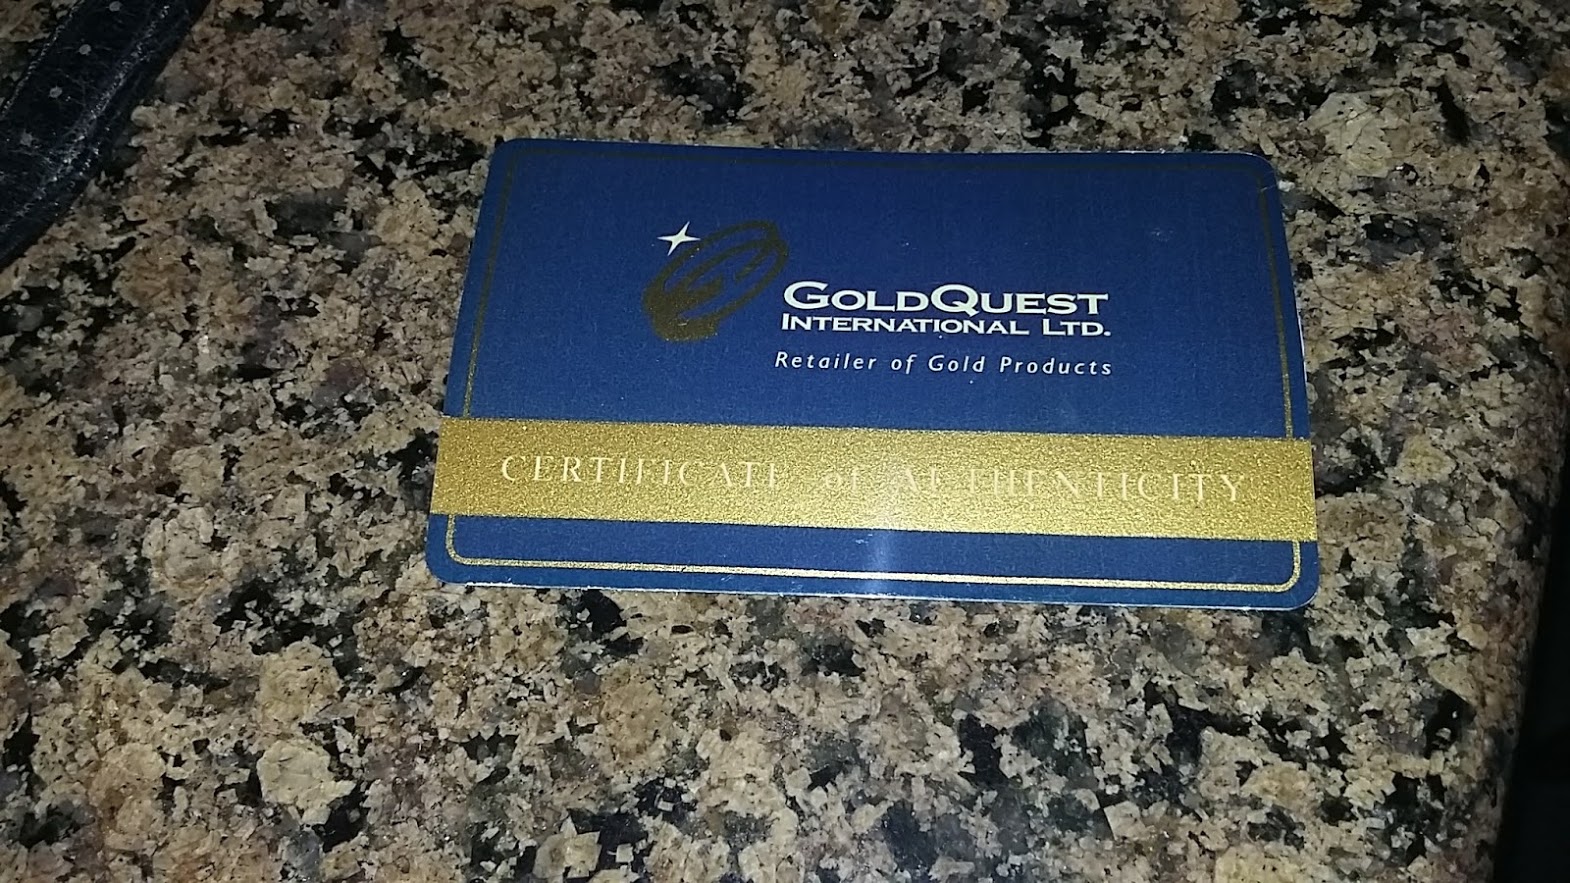 GOLDQUEST
INTERNATIONAL LTD.
Retailer of Gold Products
CERTIFICATE of AUTHENTICITY